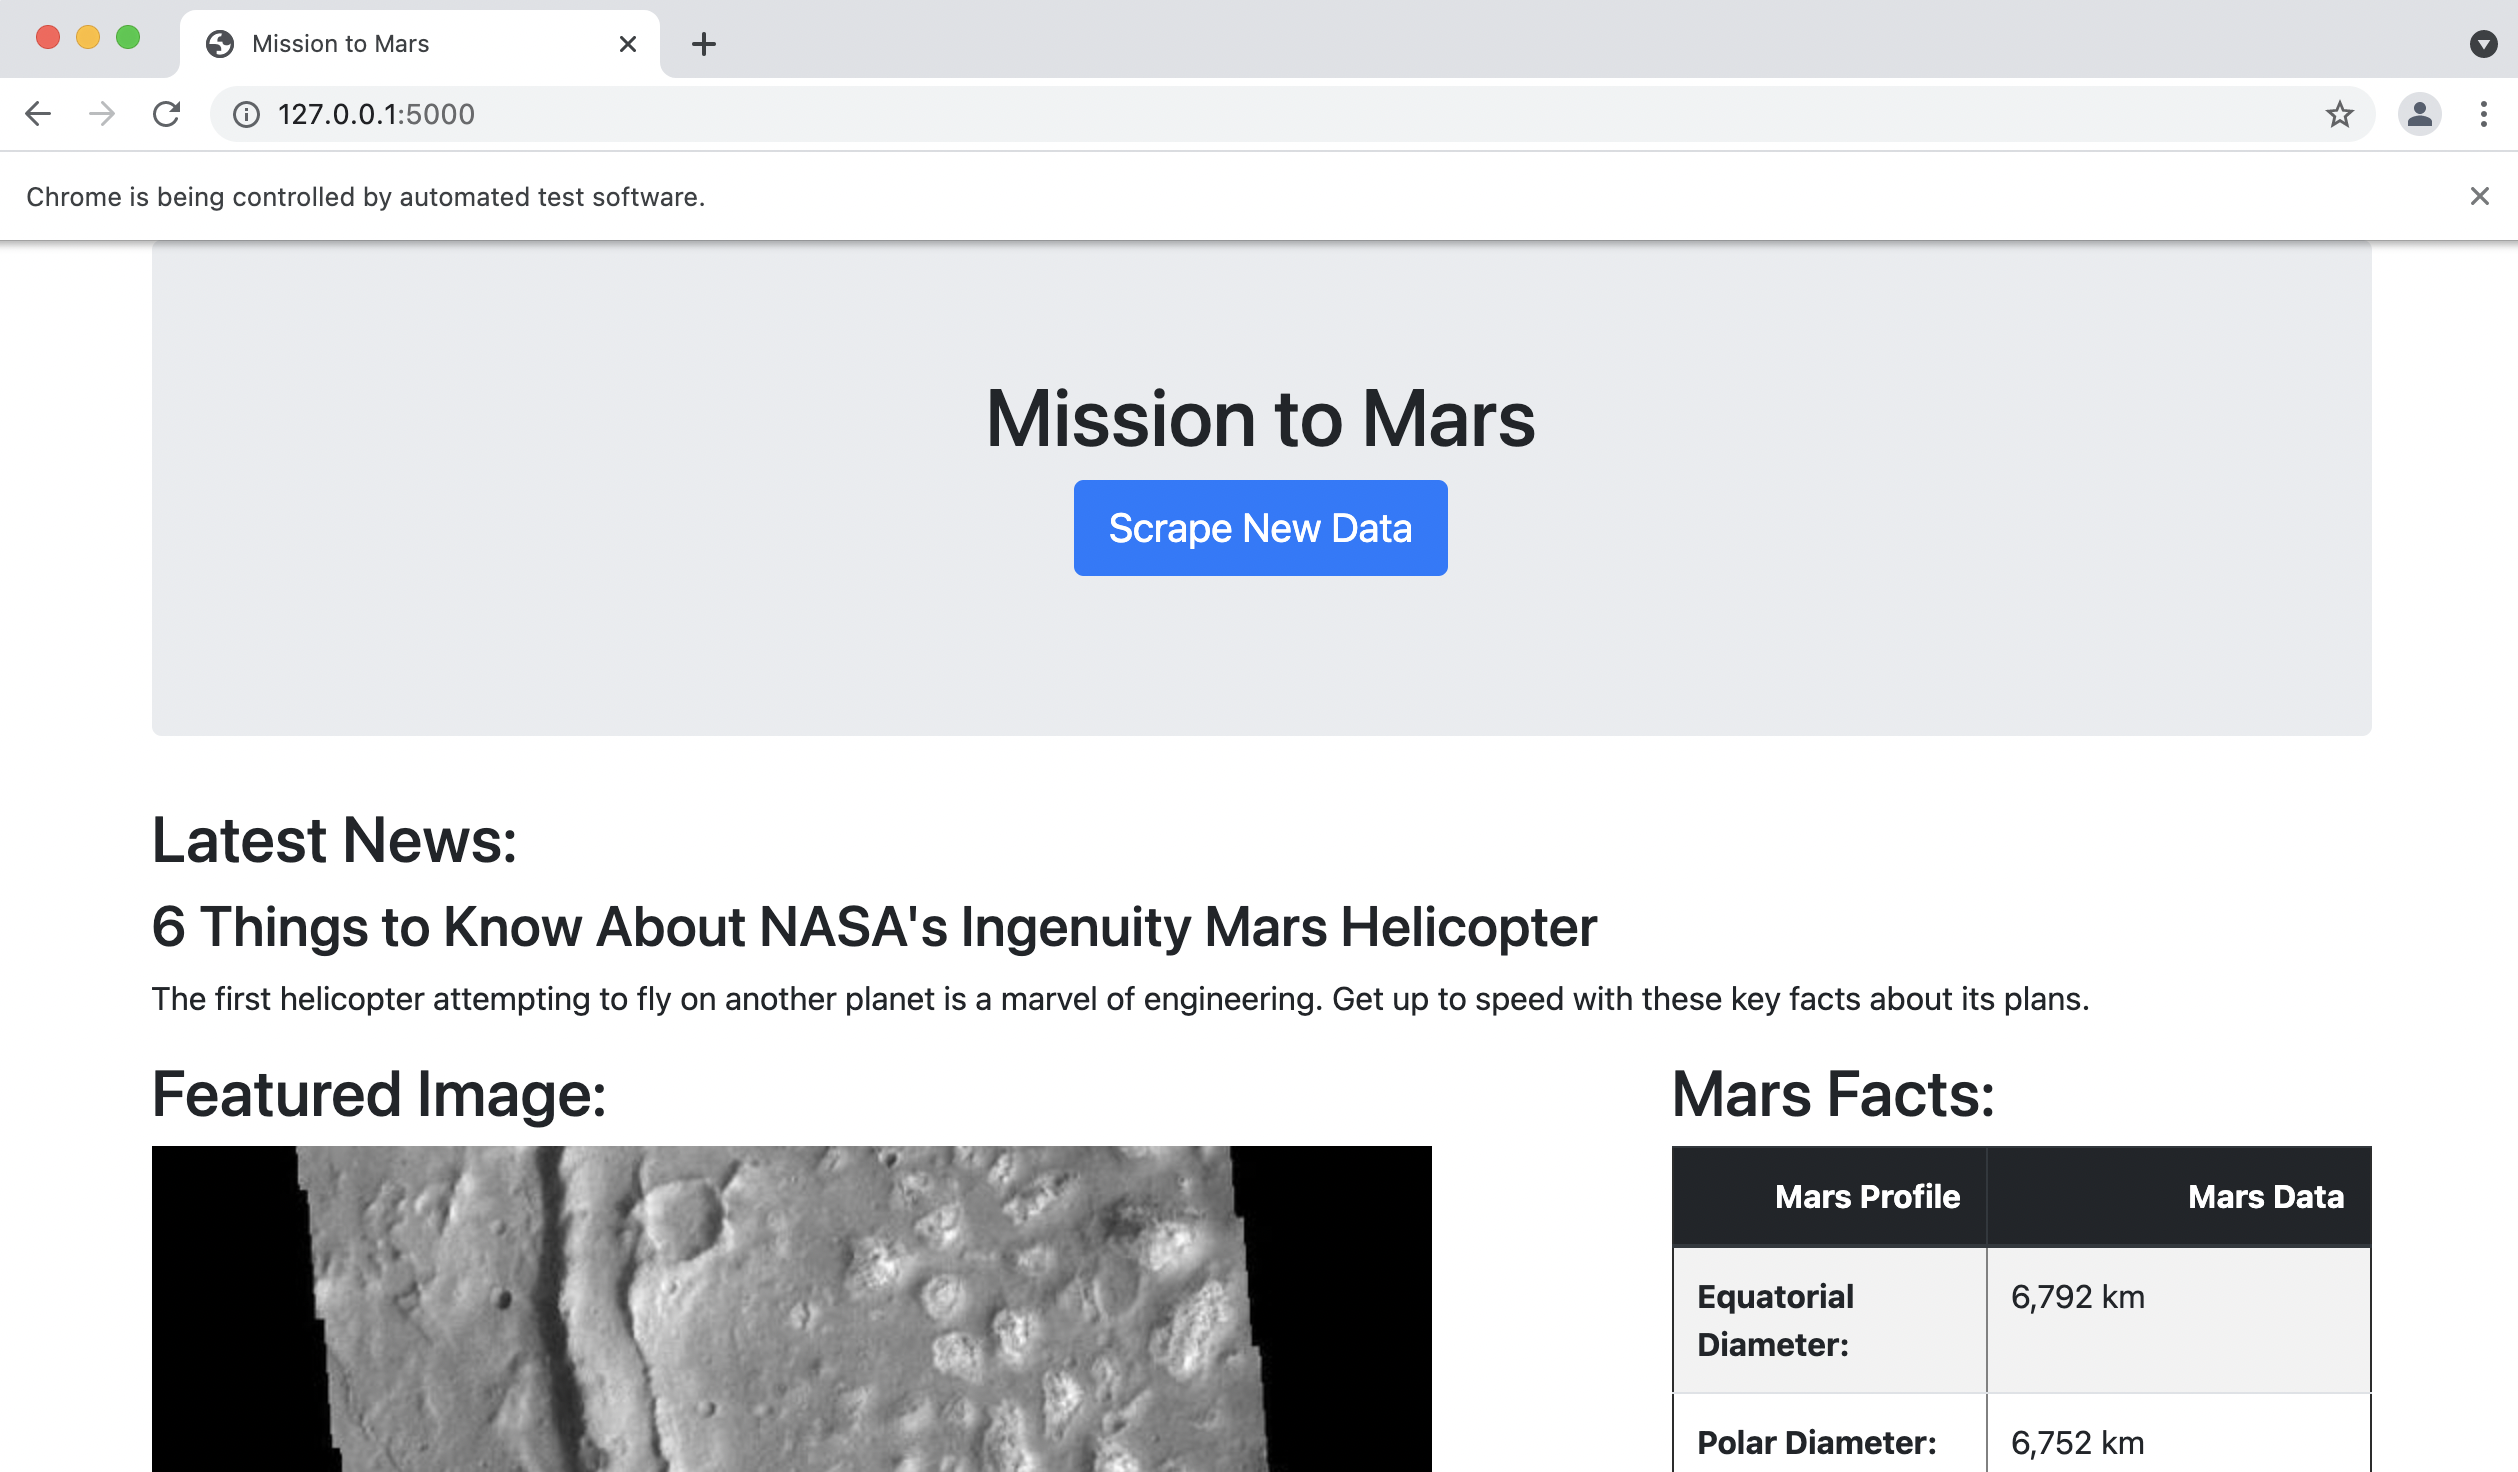 Mission to Mars
127.0.0.1:5000
Chrome is being controlled by automated test software.
Mission to Mars
Scrape New Data
Latest News:
6 Things to Know About NASA's Ingenuity Mars Helicopter
The first helicopter attempting to fly on another planet is a marvel of engineering. Get up to speed with these key facts about its plans.
Featured Image:
Mars Facts:
Mars Profile Mars Data
Equatorial 6,792 km
Diameter:
Polar Diameter: 6,752 km